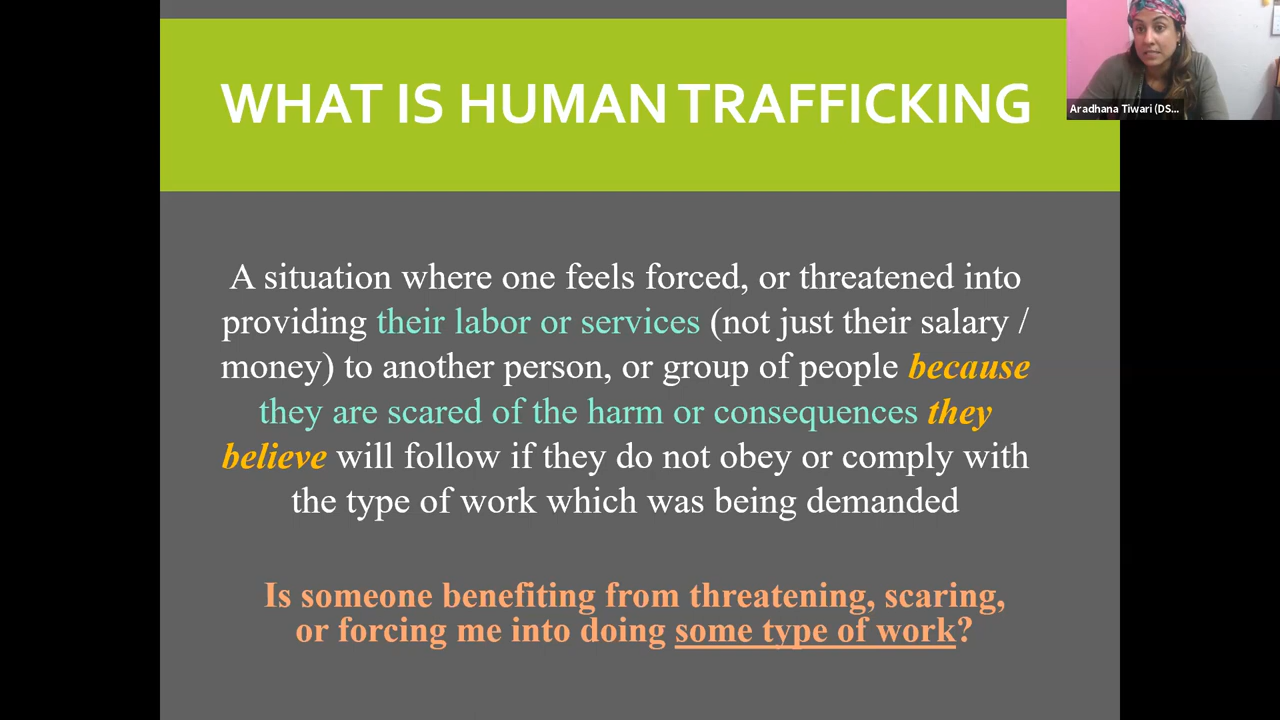 WHAT IS HUMAN TRAFFICKING
Aradhana Tiwari (DS...
A situation where one feels forced, or threatened into
providing their labor or services (not just their salary /
money) to another person, or group of people because
they are scared of the harm or consequences they
believe will follow if they do not obey or comply with
the type of work which was being demanded
Is someone benefiting from threatening, scaring,
or forcing me into doing some type of work?